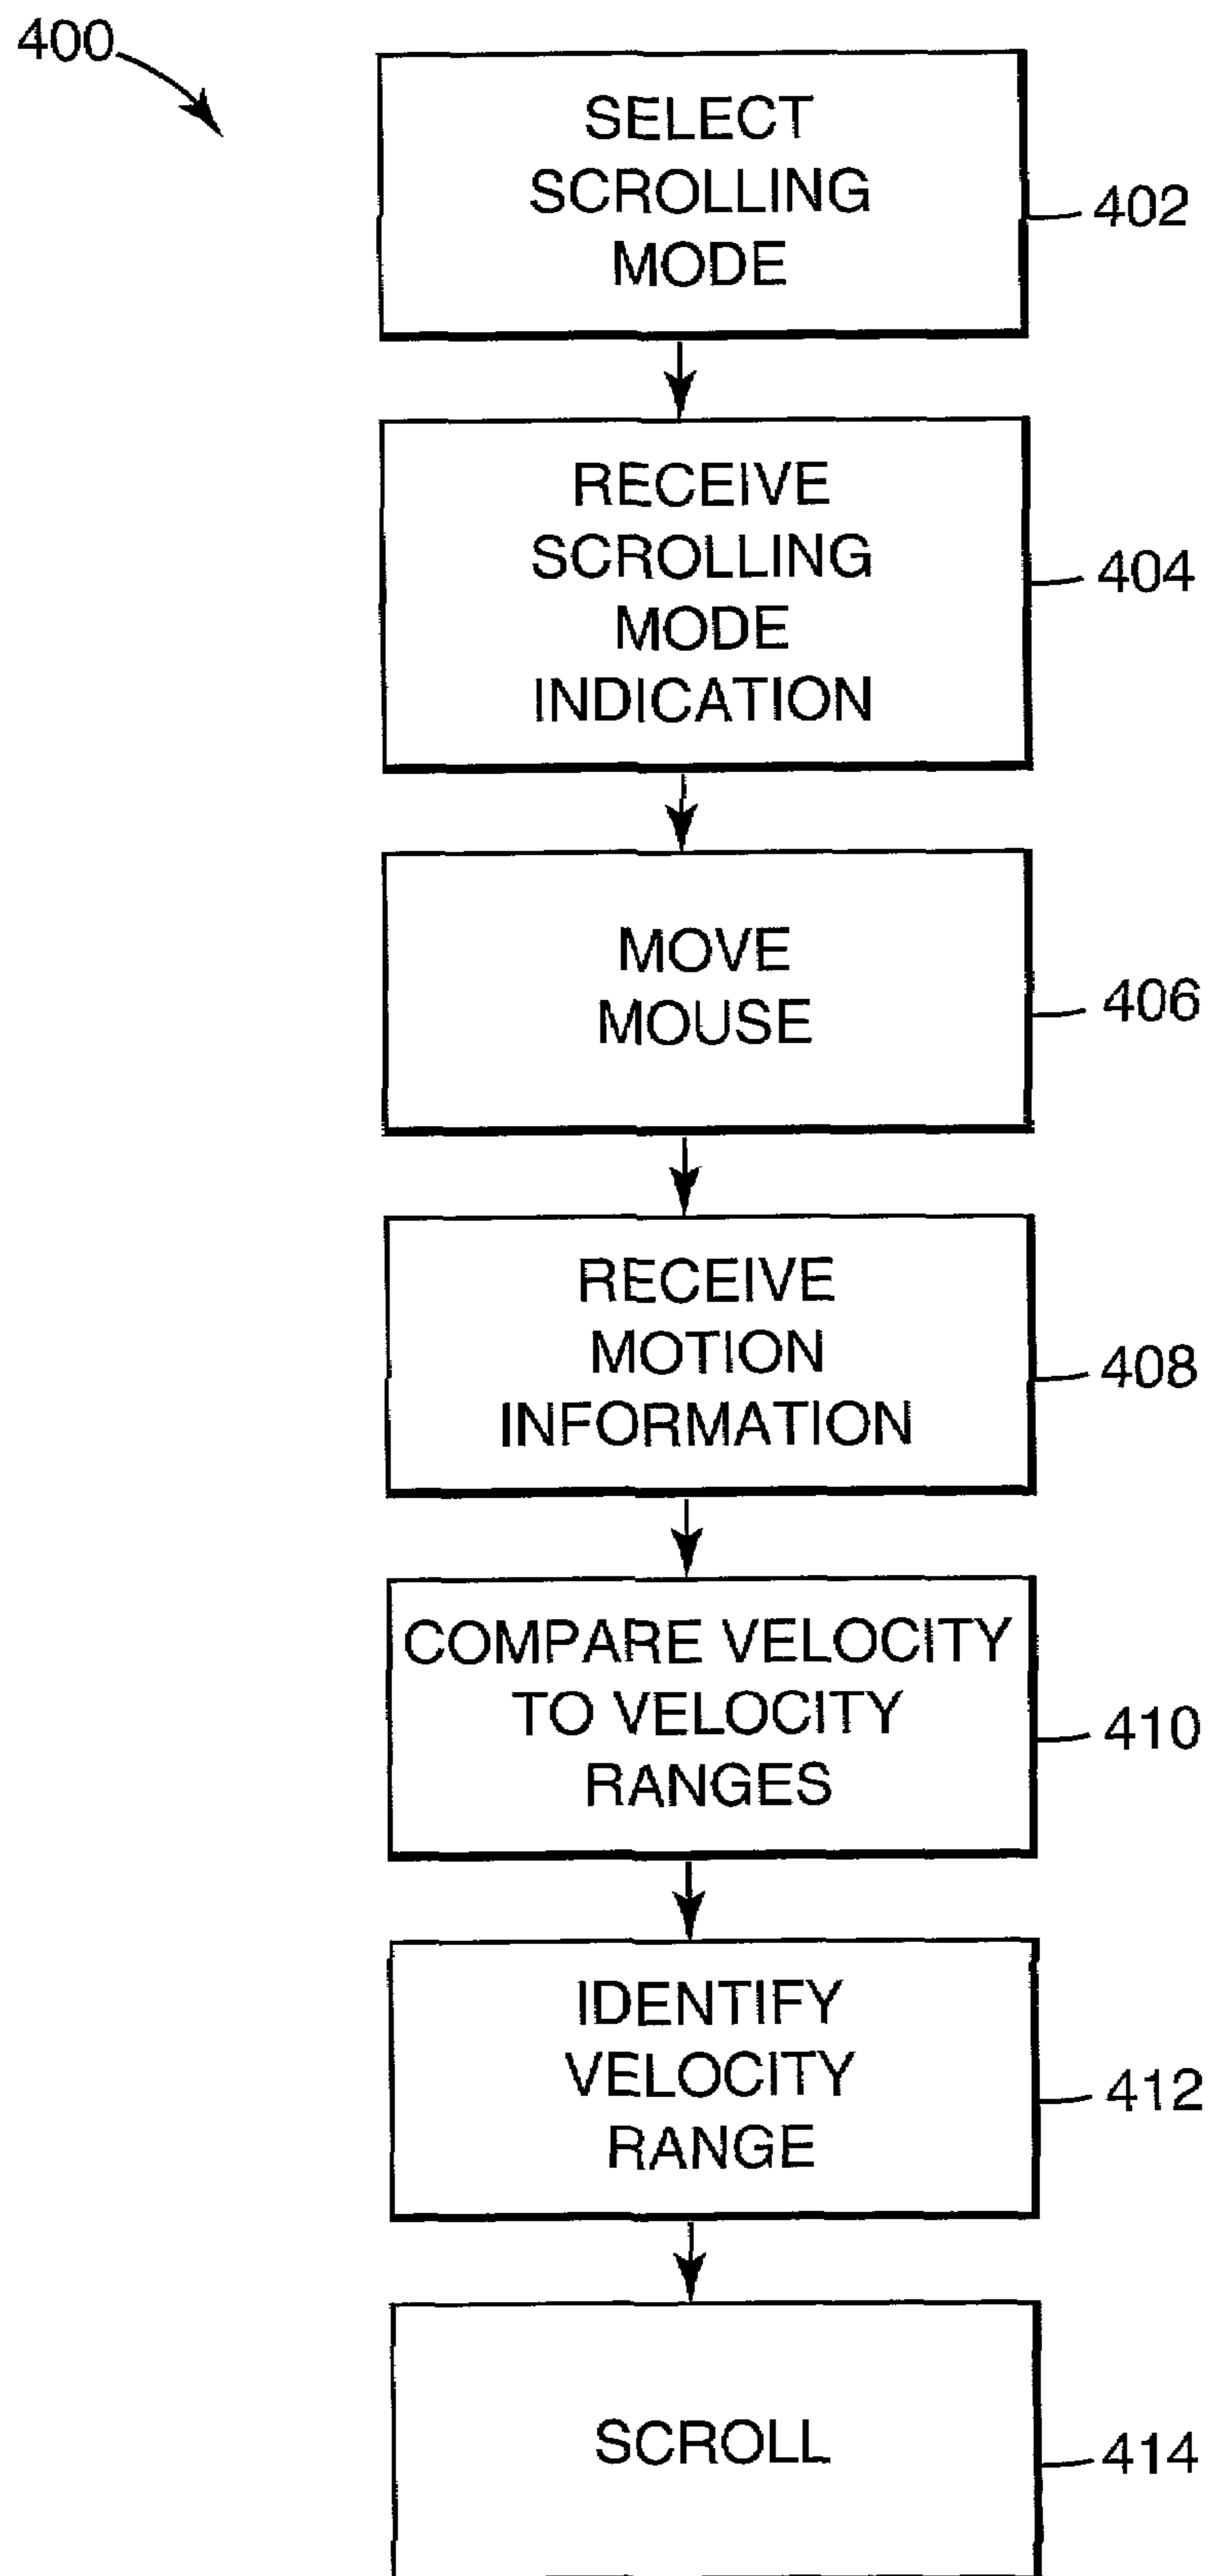 400
SELECT
SCROLLING
MODE
402
RECEIVE
SCROLLING
MODE
INDICATION
404
MOVE
MOUSE
406
RECEIVE
MOTION
INFORMATION
408
COMPARE VELOCITY
TO VELOCITY
RANGES
410
IDENTIFY
VELOCITY
RANGE
412
SCROLL
414